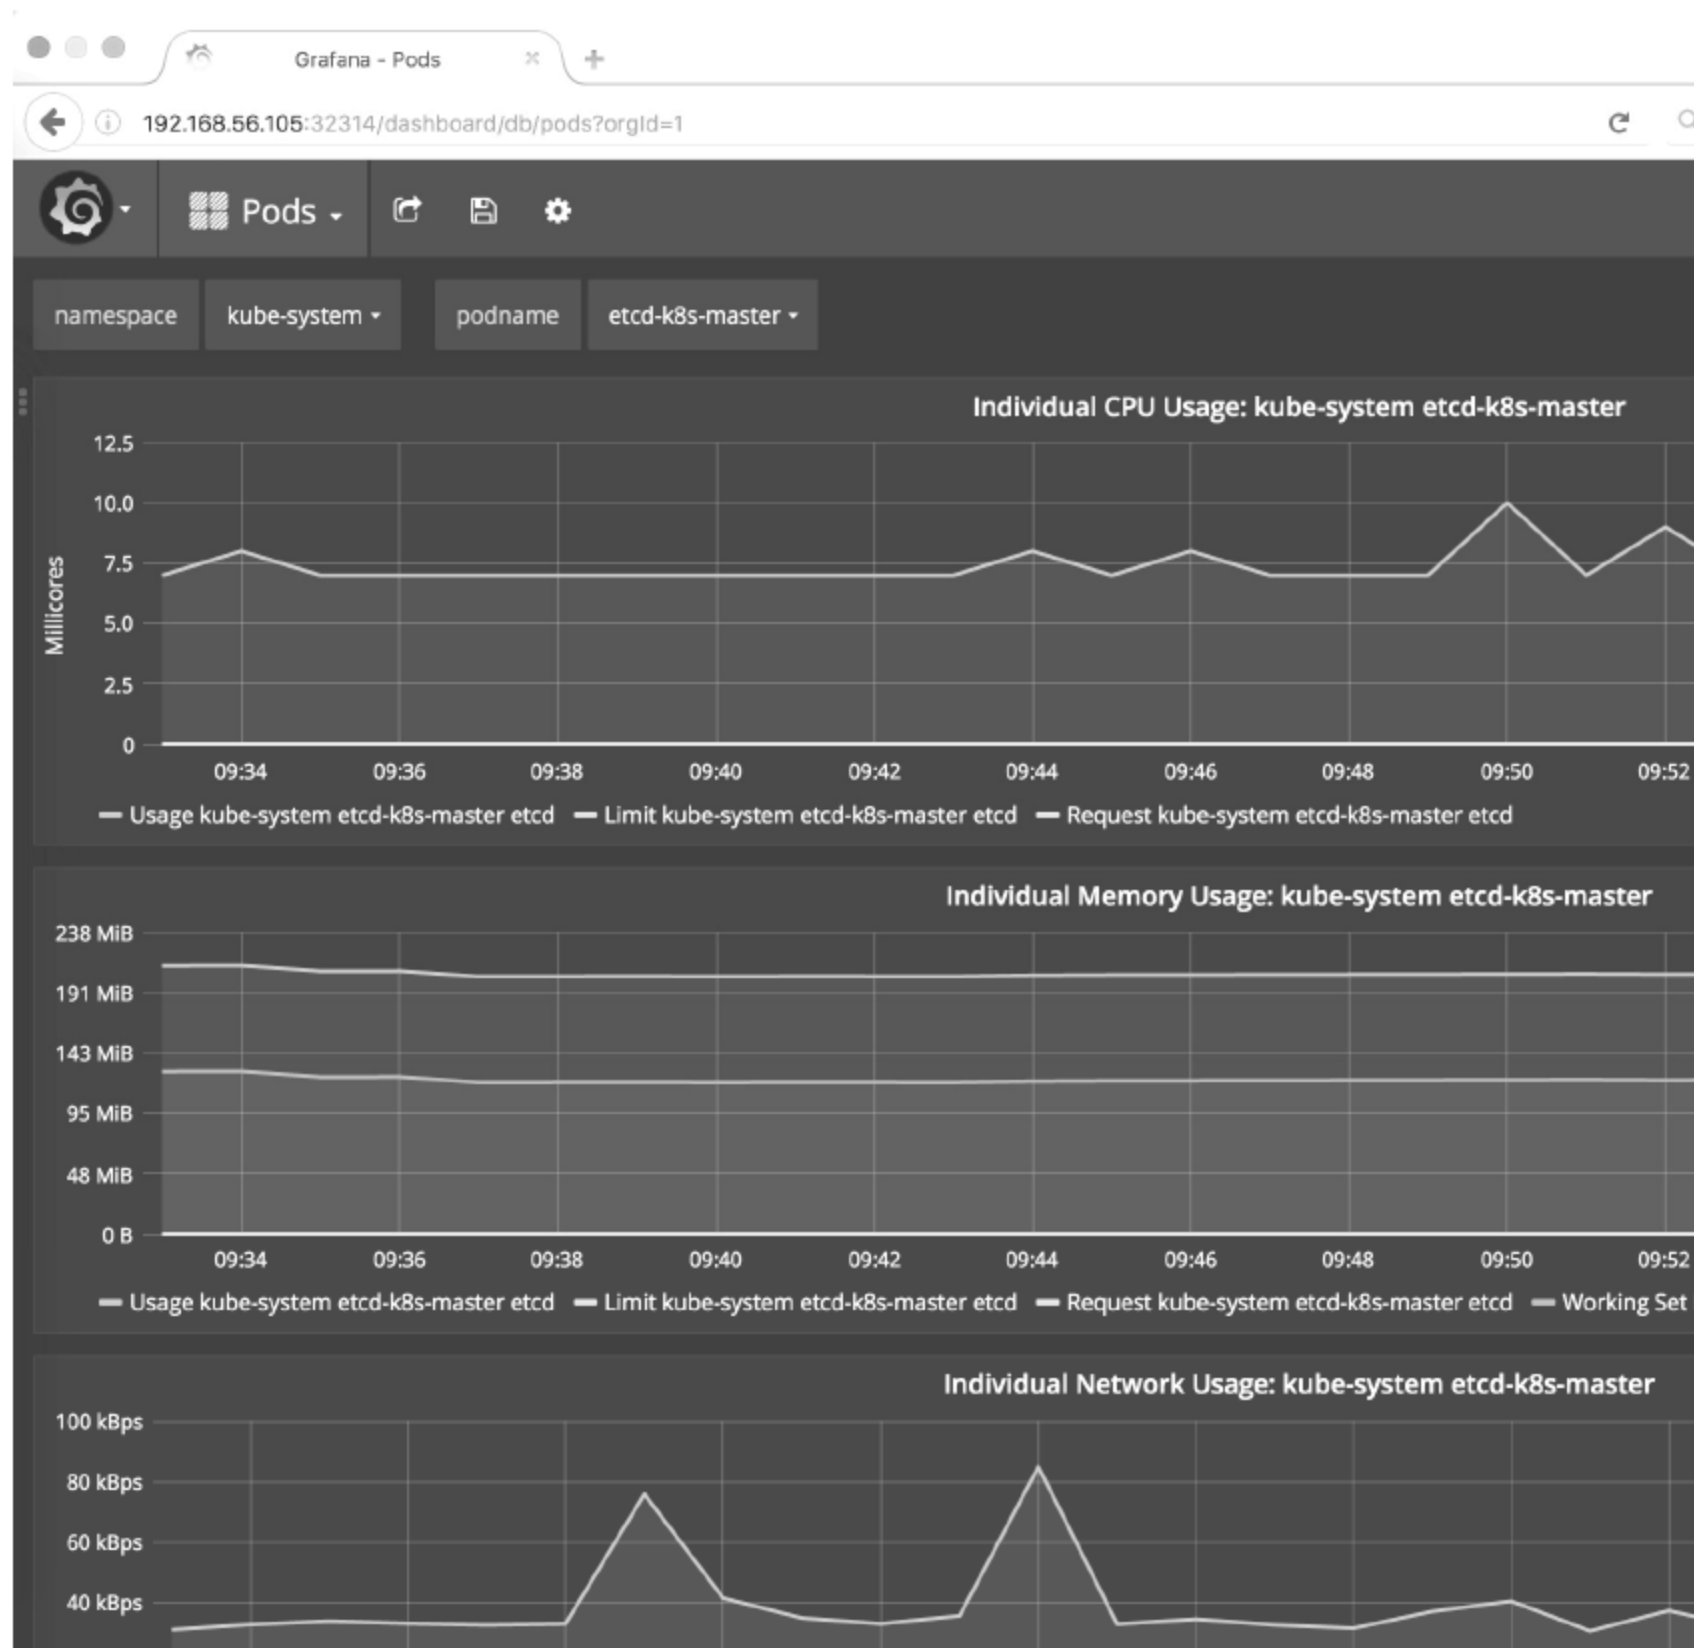 Grafana - Pods
192.168.56.105:32314/dashboard/db/pods?orgId=1
Pods
namespace kube-system podname etcd-k8s-master
Individual CPU Usage: kube-system etcd-k8s-master
12.5
10.0
7.5
5.0
2.5
0
Millicores
09:34 09:36 09:38 09:40 09:42 09:44 09:46 09:48 09:50 09:52
Usage kube-system etcd-k8s-master etcd Limit kube-system etcd-k8s-master etcd Request kube-system etcd-k8s-master etcd
Individual Memory Usage: kube-system etcd-k8s-master
238 MiB
191 MiB
143 MiB
95 MiB
48 MiB
0 B
09:34 09:36 09:38 09:40 09:42 09:44 09:46 09:48 09:50 09:52
Usage kube-system etcd-k8s-master etcd Limit kube-system etcd-k8s-master etcd Request kube-system etcd-k8s-master etcd Working Set
Individual Network Usage: kube-system etcd-k8s-master
100 kBps
80 kBps
60 kBps
40 kBps